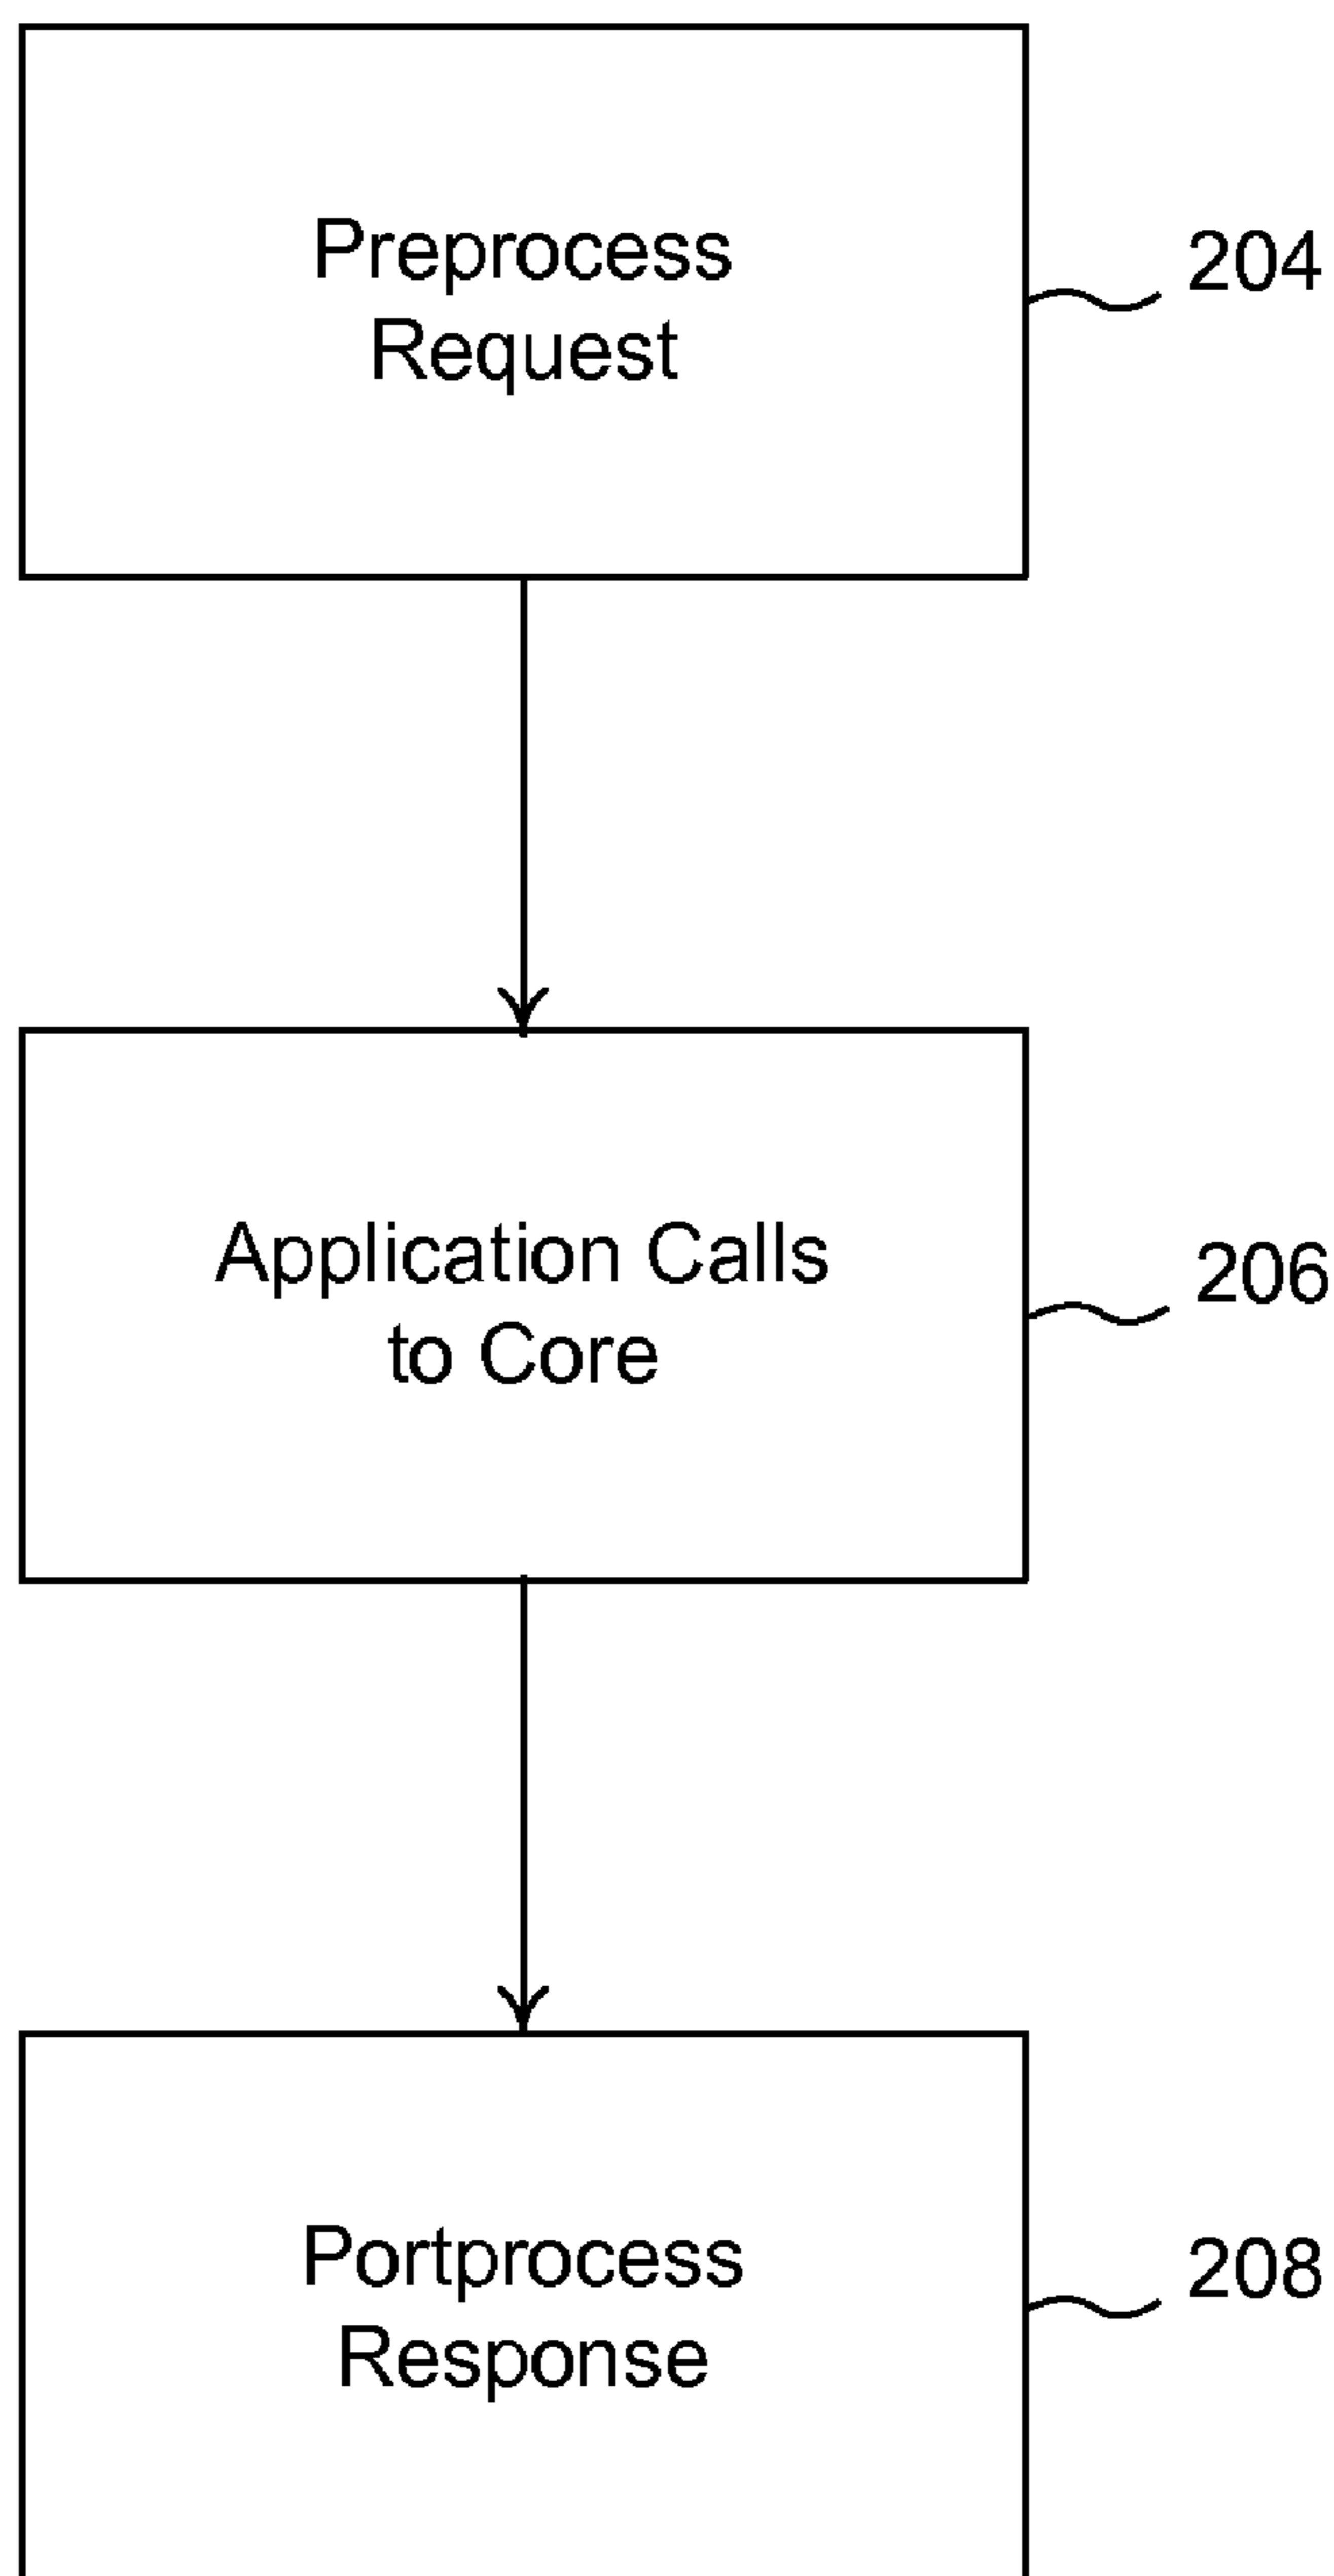 Preprocess
Request
204
Application Calls
to Core
206
Portprocess
Response
208